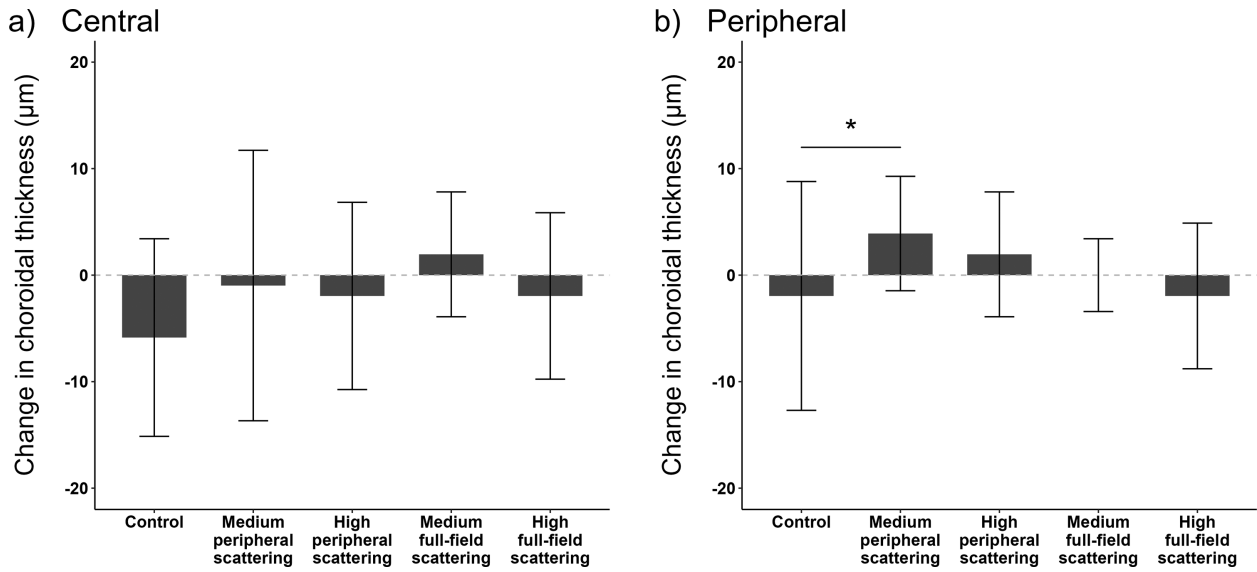 a) Central
Change in choroidal thickness (µm)
20
10
0
-10
-20
Control
Medium
peripheral
scattering
High
peripheral
scattering
Medium
full-field
scattering
High
full-field
scattering
b) Peripheral
Change in choroidal thickness (µm)
20
10
0
-10
-20
*
Control
Medium
peripheral
scattering
High
peripheral
scattering
Medium
full-field
scattering
High
full-field
scattering